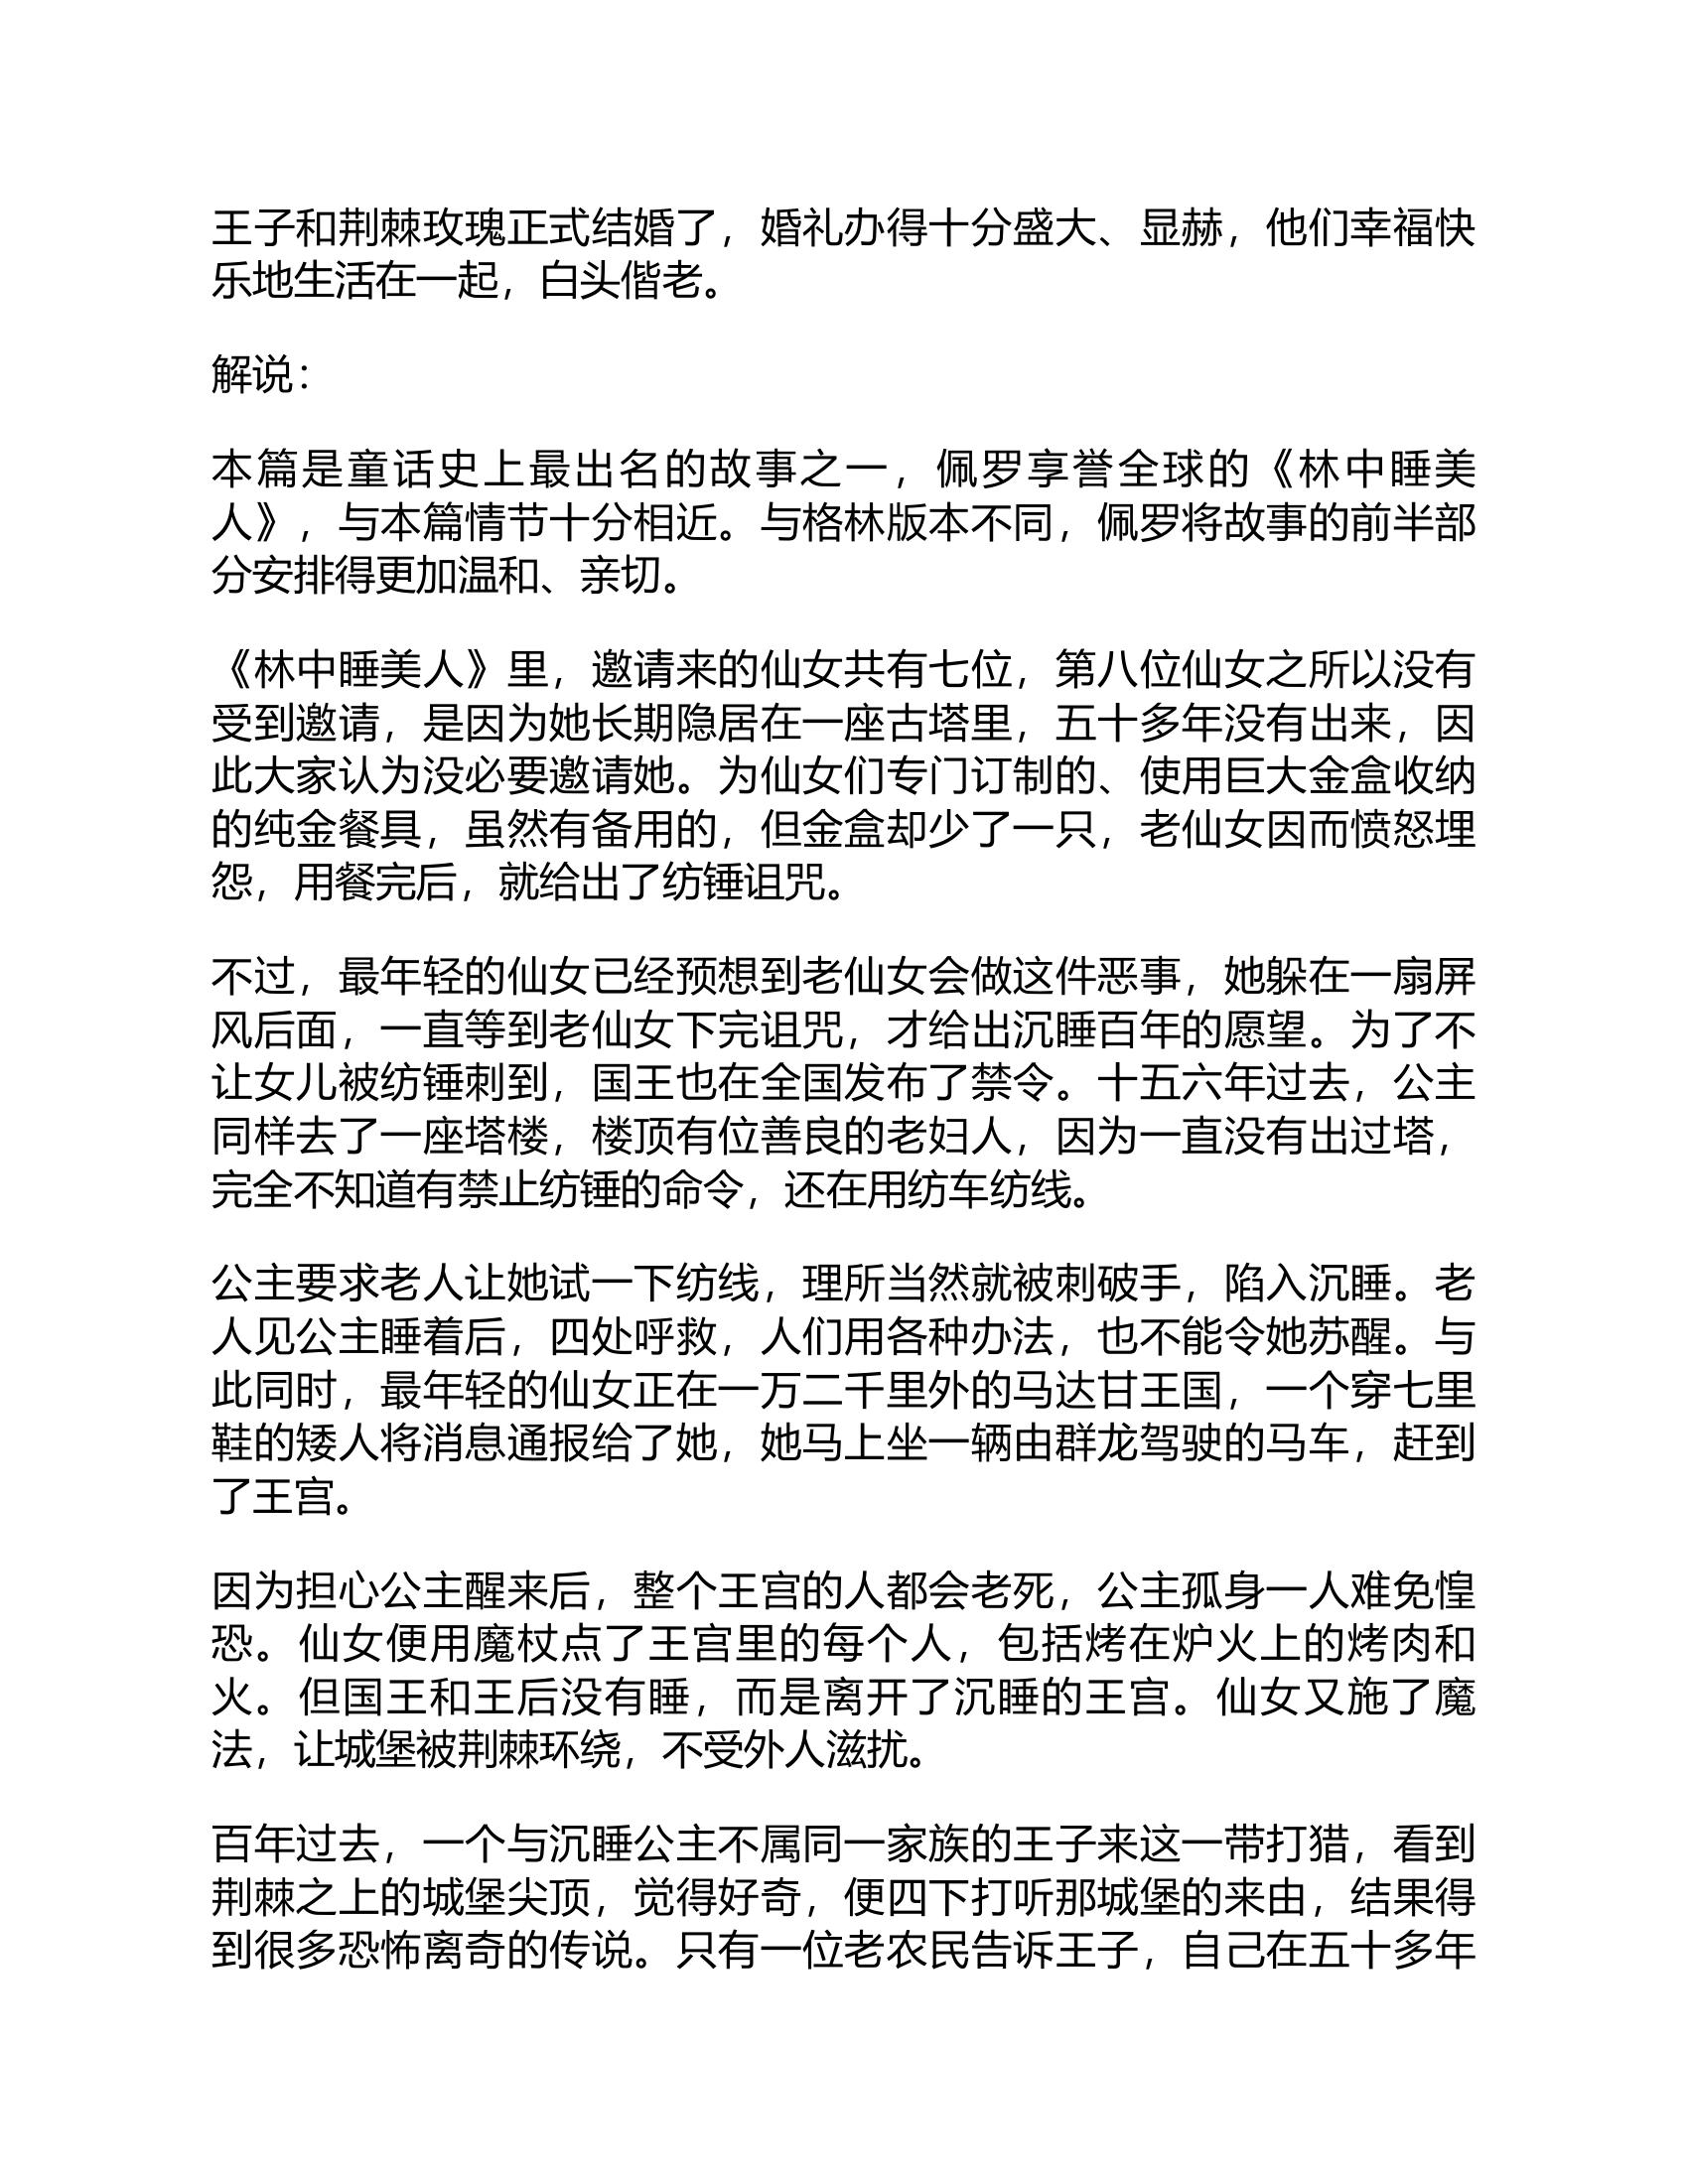 王子和荆棘玫瑰正式结婚了，婚礼办得十分盛大、显赫，他们幸福快
乐地生活在一起，白头偕老。
解说：
本篇是童话史上最出名的故事之一，佩罗享誉全球的《林中睡美
人》，与本篇情节十分相近。与格林版本不同，佩罗将故事的前半部
分安排得更加温和、亲切。
《林中睡美人》里，邀请来的仙女共有七位，第八位仙女之所以没有
受到邀请，是因为她长期隐居在一座古塔里，五十多年没有出来，因
此大家认为没必要邀请她。为仙女们专门订制的、使用巨大金盒收纳
的纯金餐具，虽然有备用的，但金盒却少了一只，老仙女因而愤怒埋
怨，用餐完后，就给出了纺锤诅咒。
不过，最年轻的仙女已经预想到老仙女会做这件恶事，她躲在一扇屏
风后面，一直等到老仙女下完诅咒，才给出沉睡百年的愿望。为了不
让女儿被纺锤刺到，国王也在全国发布了禁令。十五六年过去，公主
同样去了一座塔楼，楼顶有位善良的老妇人，因为一直没有出过塔，
完全不知道有禁止纺锤的命令，还在用纺车纺线。
公主要求老人让她试一下纺线，理所当然就被刺破手，陷入沉睡。老
人见公主睡着后，四处呼救，人们用各种办法，也不能令她苏醒。与
此同时，最年轻的仙女正在一万二千里外的马达甘王国，一个穿七里
鞋的矮人将消息通报给了她，她马上坐一辆由群龙驾驶的马车，赶到
了王宫。
因为担心公主醒来后，整个王宫的人都会老死，公主孤身一人难免惶
恐。仙女便用魔杖点了王宫里的每个人，包括烤在炉火上的烤肉和
火。但国王和王后没有睡，而是离开了沉睡的王宫。仙女又施了魔
法，让城堡被荆棘环绕，不受外人滋扰。
百年过去，一个与沉睡公主不属同一家族的王子来这一带打猎，看到
荆棘之上的城堡尖顶，觉得好奇，便四下打听那城堡的来由，结果得
到很多恐怖离奇的传说。只有一位老农民告诉王子，自己在五十多年